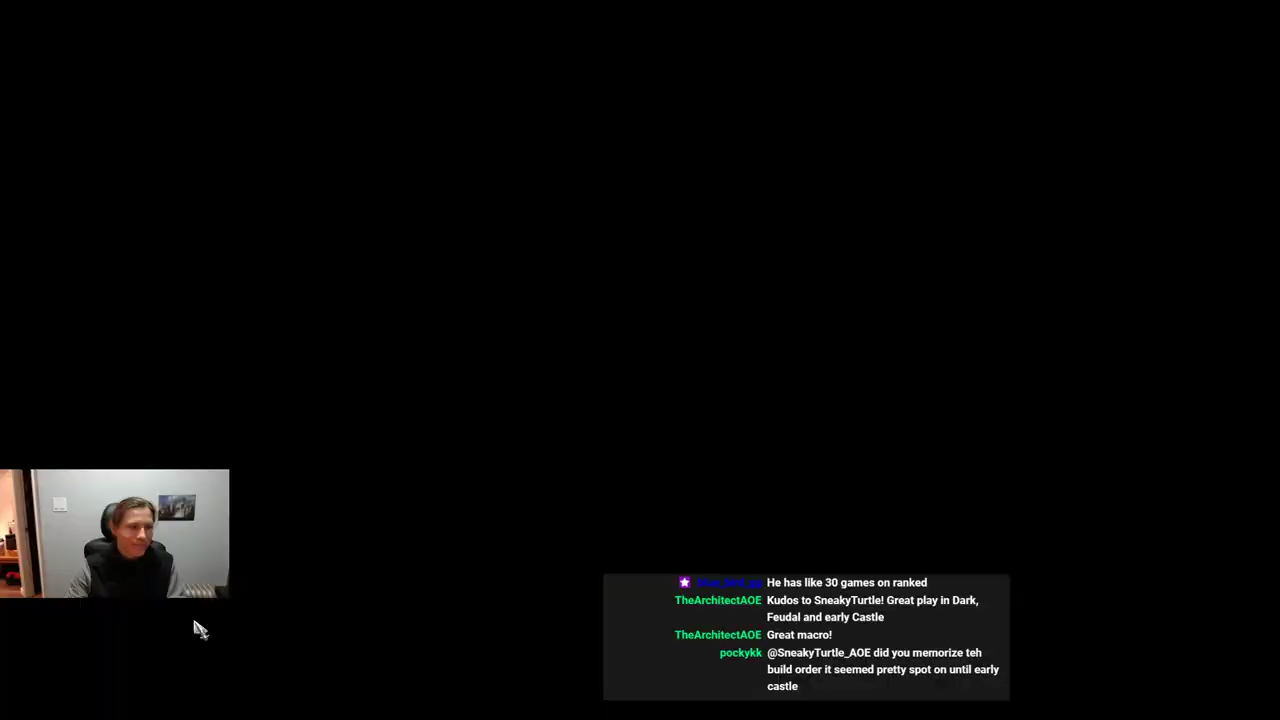 He has like 30 games on ranked
TheArchitectAOE Kudos to SneakyTurtle! Great play in Dark,
Feudal and early Castle
TheArchitectAOE Great macro!
pockykk @SneakyTurtle_AOE did you memorize teh
build order it seemed pretty spot on until early
castle